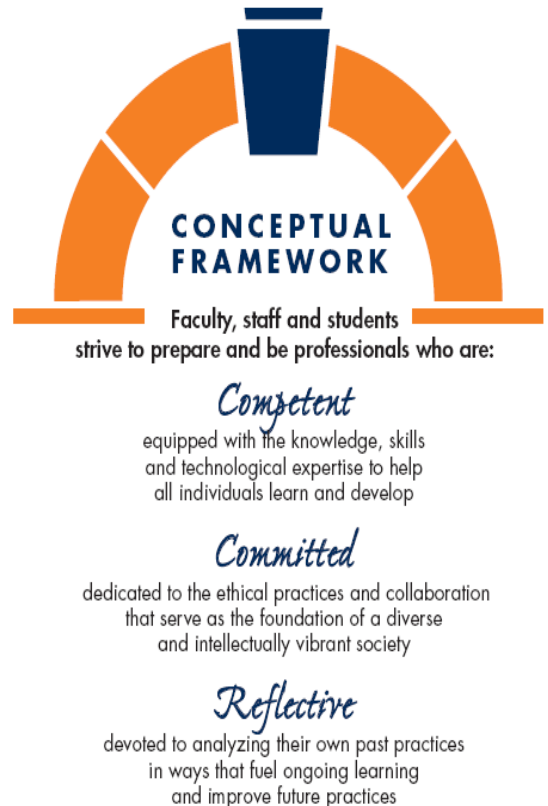 CONCEPTUAL
FRAMEWORK
Faculty, staff and students
strive to prepare and be professionals who are:
Competent
equipped with the knowledge, skills
and technological expertise to help
all individuals learn and develop
Committed
dedicated to the ethical practices and collaboration
that serve as the foundation of a diverse
and intellectually vibrant society
Reflective
devoted to analyzing their own past practices
in ways that fuel ongoing learning
and improve future practices